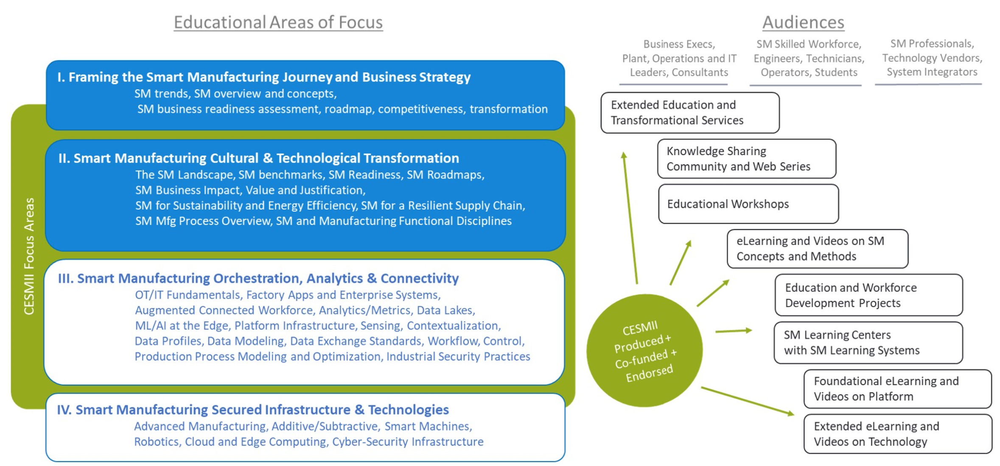 Educational Areas of Focus
I. Framing the Smart Manufacturing Journey and Business Strategy
SM trends, SM overview and concepts,
SM business readiness assessment, roadmap, competitiveness, transformation
II. Smart Manufacturing Cultural & Technological Transformation
The SM Landscape, SM benchmarks, SM Readiness, SM Roadmaps,
SM Business Impact, Value and Justification,
SM for Sustainability and Energy Efficiency, SM for a Resilient Supply Chain,
SM Mfg Process Overview, SM and Manufacturing Functional Disciplines
III. Smart Manufacturing Orchestration, Analytics & Connectivity
OT/IT Fundamentals, Factory Apps and Enterprise Systems,
Augmented Connected Workforce, Analytics/Metrics, Data Lakes,
ML/AI at the Edge, Platform Infrastructure, Sensing, Contextualization,
Data Profiles, Data Modeling, Data Exchange Standards, Workflow, Control,
Production Process Modeling and Optimization, Industrial Security Practices
IV. Smart Manufacturing Secured Infrastructure & Technologies
Advanced Manufacturing, Additive/Subtractive, Smart Machines,
Robotics, Cloud and Edge Computing, Cyber-Security Infrastructure
CESMII Focus Areas
Audiences
Business Execs,
Plant, Operations and IT
Leaders, Consultants
SM Skilled Workforce,
Engineers, Technicians,
Operators, Students
SM Professionals,
Technology Vendors,
System Integrators
Extended Education and
Transformational Services
Knowledge Sharing
Community and Web Series
Educational Workshops
eLearning and Videos on SM
Concepts and Methods
Education and Workforce
Development Projects
SM Learning Centers
with SM Learning Systems
Foundational eLearning and
Videos on Platform
Extended eLearning and
Videos on Technology
CESMII
Produced +
Co-funded +
Endorsed